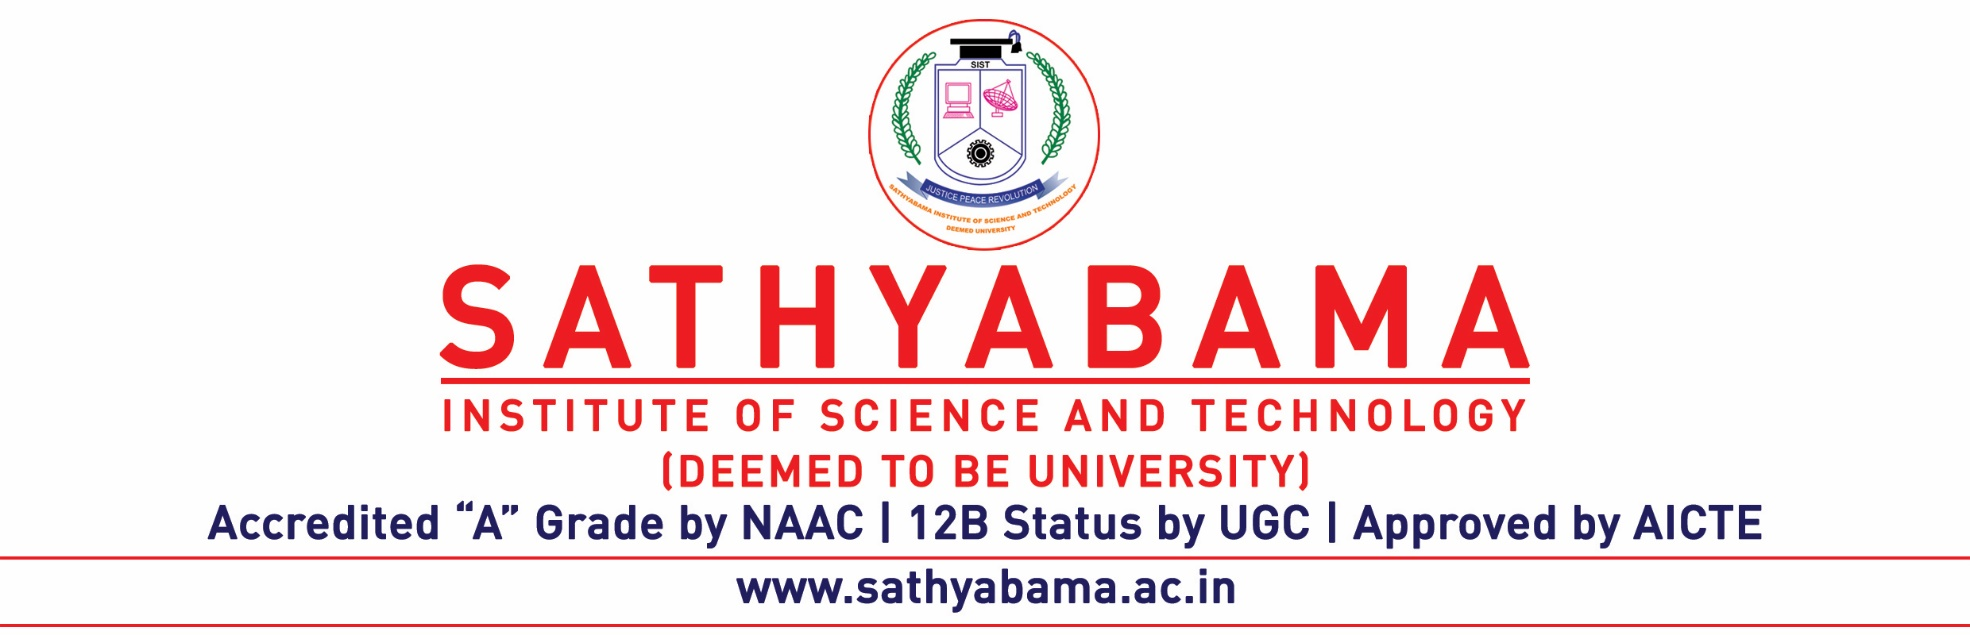 SIST
JUSTICE PEACE REVOLUTION
SATHYABAMA INSTITUTE OF SCIENCE AND TECHNOLOGY
DEEMED UNIVERSITY
SATHYABAMA
INSTITUTE OF SCIENCE AND TECHNOLOGY
(DEEMED TO BE UNIVERSITY)
Accredited “A” Grade by NAAC | 12B Status by UGC | Approved by AICTE
www.sathyabama.ac.in